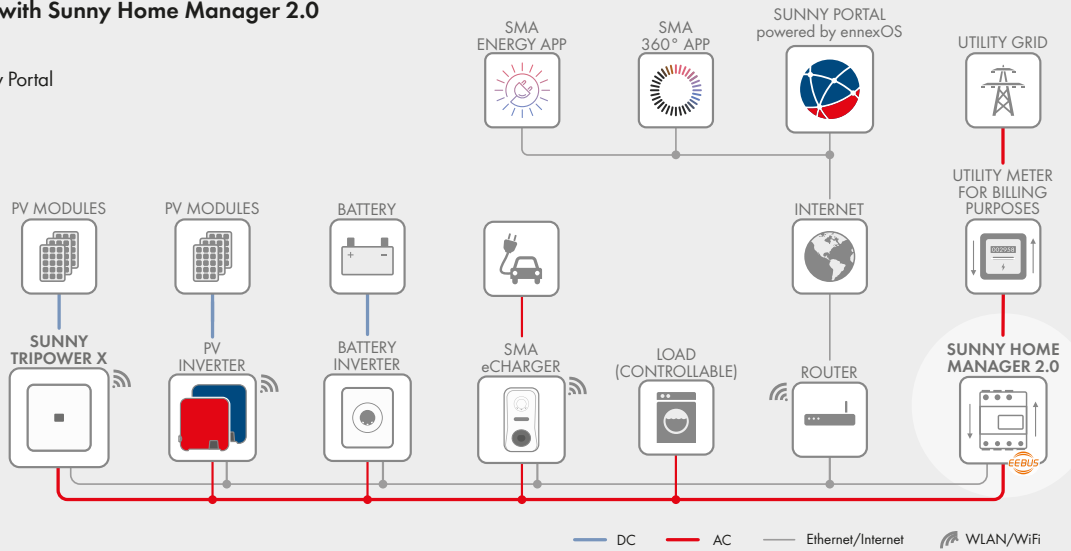 with Sunny Home Manager 2.0
Portal
SMA
ENERGY APP
SMA
360° APP
SUNNY PORTAL
powered by ennexOS
UTILITY GRID
PV MODULES
PV MODULES
BATTERY
INTERNET
UTILITY METER
FOR BILLING
PURPOSES
002938
SUNNY
TRIPOWER X
PV
INVERTER
BATTERY
INVERTER
SMA
eCHARGER
LOAD
(CONTROLLABLE)
ROUTER
SUNNY HOME
MANAGER 2.0
EEBUS
DC
AC
Ethernet/Internet
WLAN/WiFi